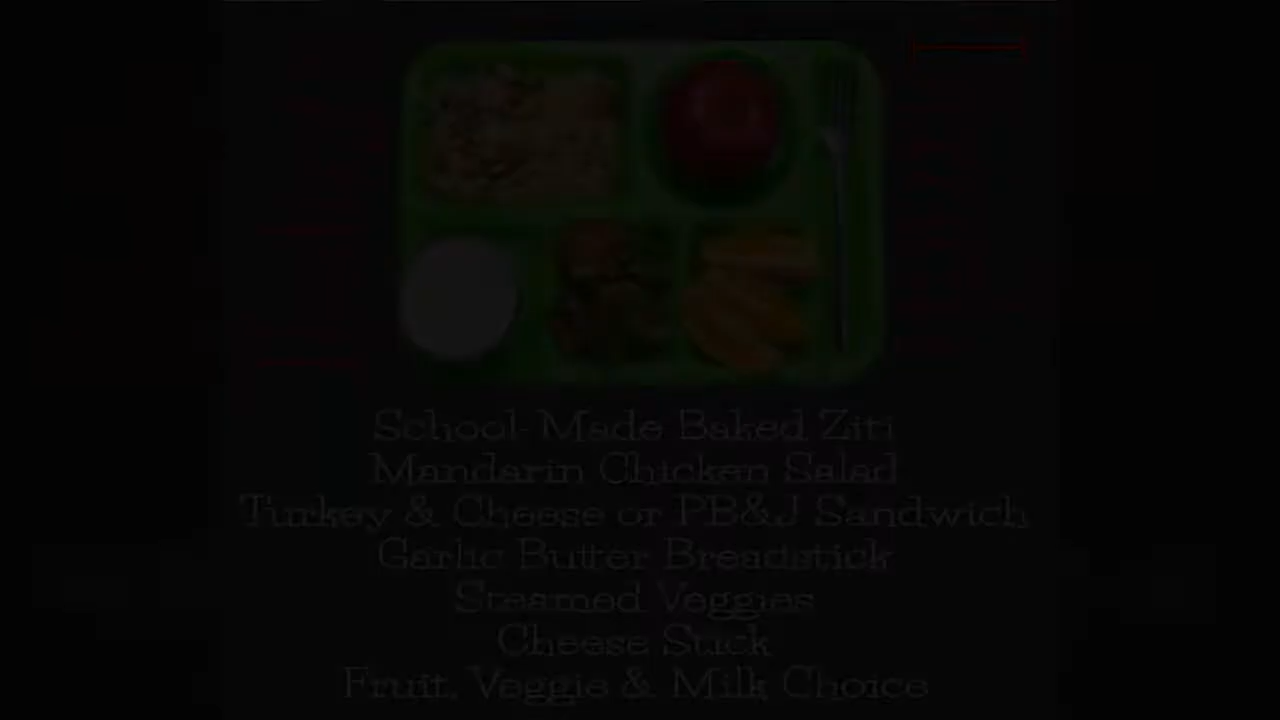 School-Made Baked Ziti
Mandarin Chicken Salad
Turkey & Cheese or PB&J Sandwich
Garlic Butter Breadstick
Steamed Veggies
Cheese Stick
Fruit, Veggie & Milk Choice